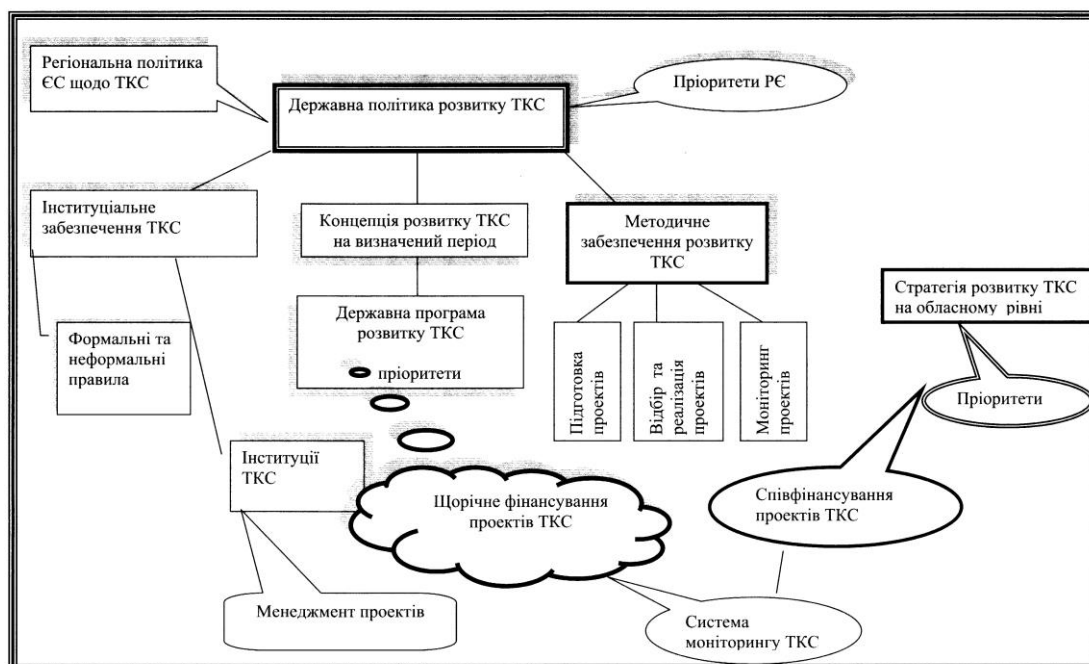 Регіональна політика
ЄС щодо ТКС
Державна політика розвитку ТКС
Пріоритети РЄ
Інституціальне
забезпечення ТКС
Концепція розвитку ТКС
на визначений період
Методичне
забезпечення розвитку
ТКС
Стратегія розвитку ТКС
на обласному рівні
Формальні та
неформальні
правила
Державна програма
розвитку ТКС
пріоритети
Підготовка
проектів
Відбір та
реалізація
проектів
Моніторинг
проектів
Пріоритети
Інституції
ТКС
Щорічне фінансування
проектів ТКС
Співфінансування
проектів ТКС
Менеджмент проектів
Система
моніторингу ТКС